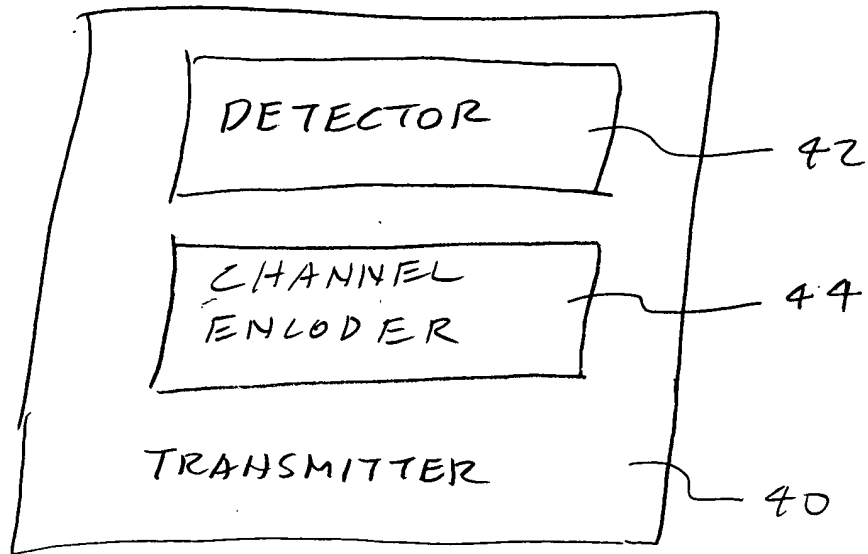 DETECTOR
42
CHANNEL
44
ENCODER
TRANSMITTER
40